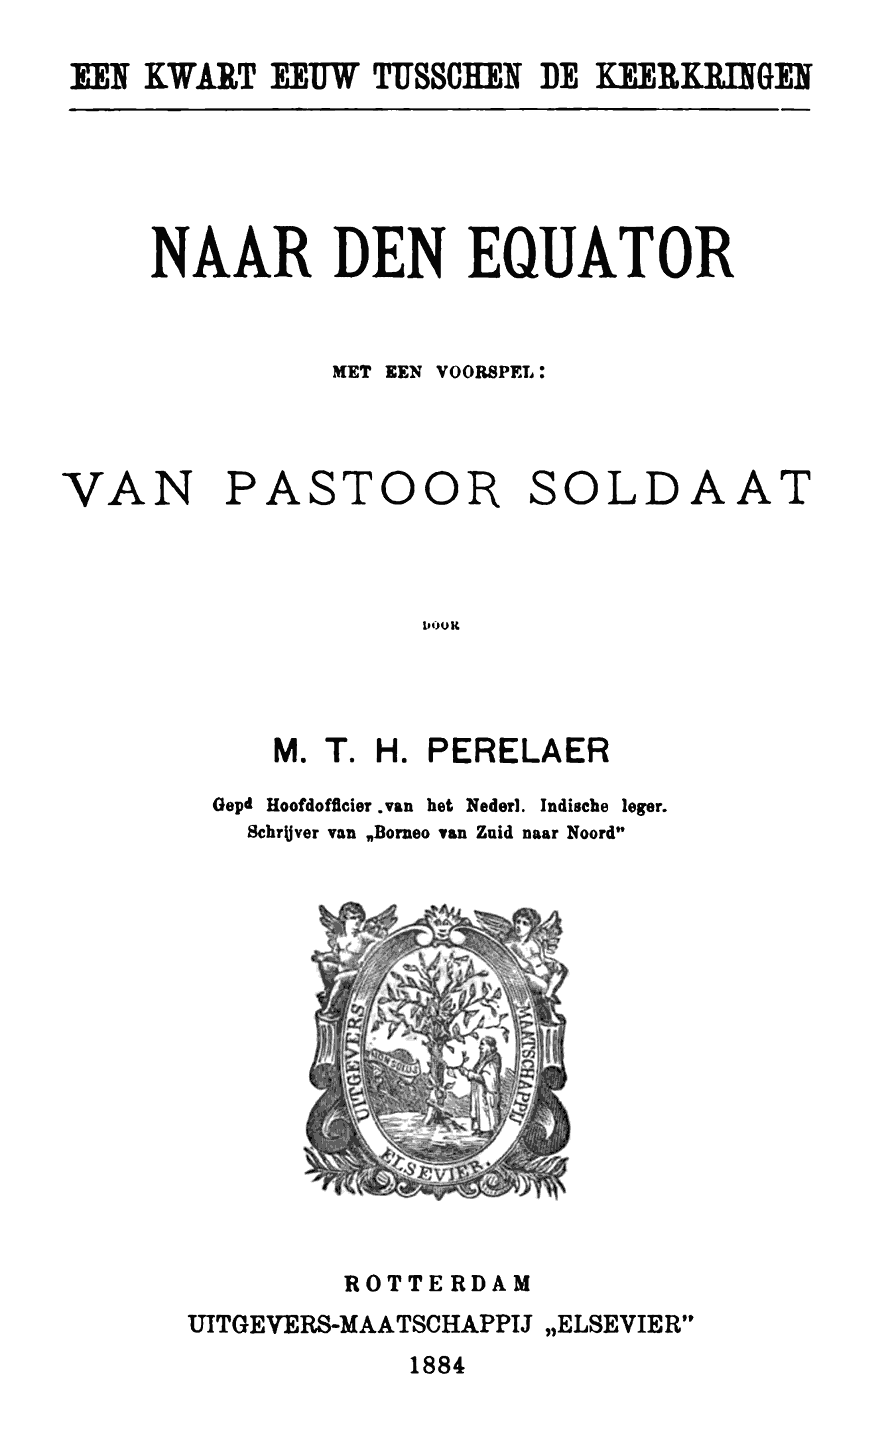 EEN KWART EEUW TUSSCHEN DE KEERKRINGEN
NAAR DEN EQUATOR
MET EEN VOORSPEL:
VAN PASTOOR SOLDAAT
DOOR
M. T. H. PERELAER
Gepd Hoofdofficier van het Nederl. Indische leger.
Schrijver van „Borneo van Zuid naar Noord”
UITGEVERS
MAATSCHAPPIJ
NON SOLUS
ELSEVIER.
ROTTERDAM
UITGEVERS-MAATSCHAPPIJ „ELSEVIER”
1884